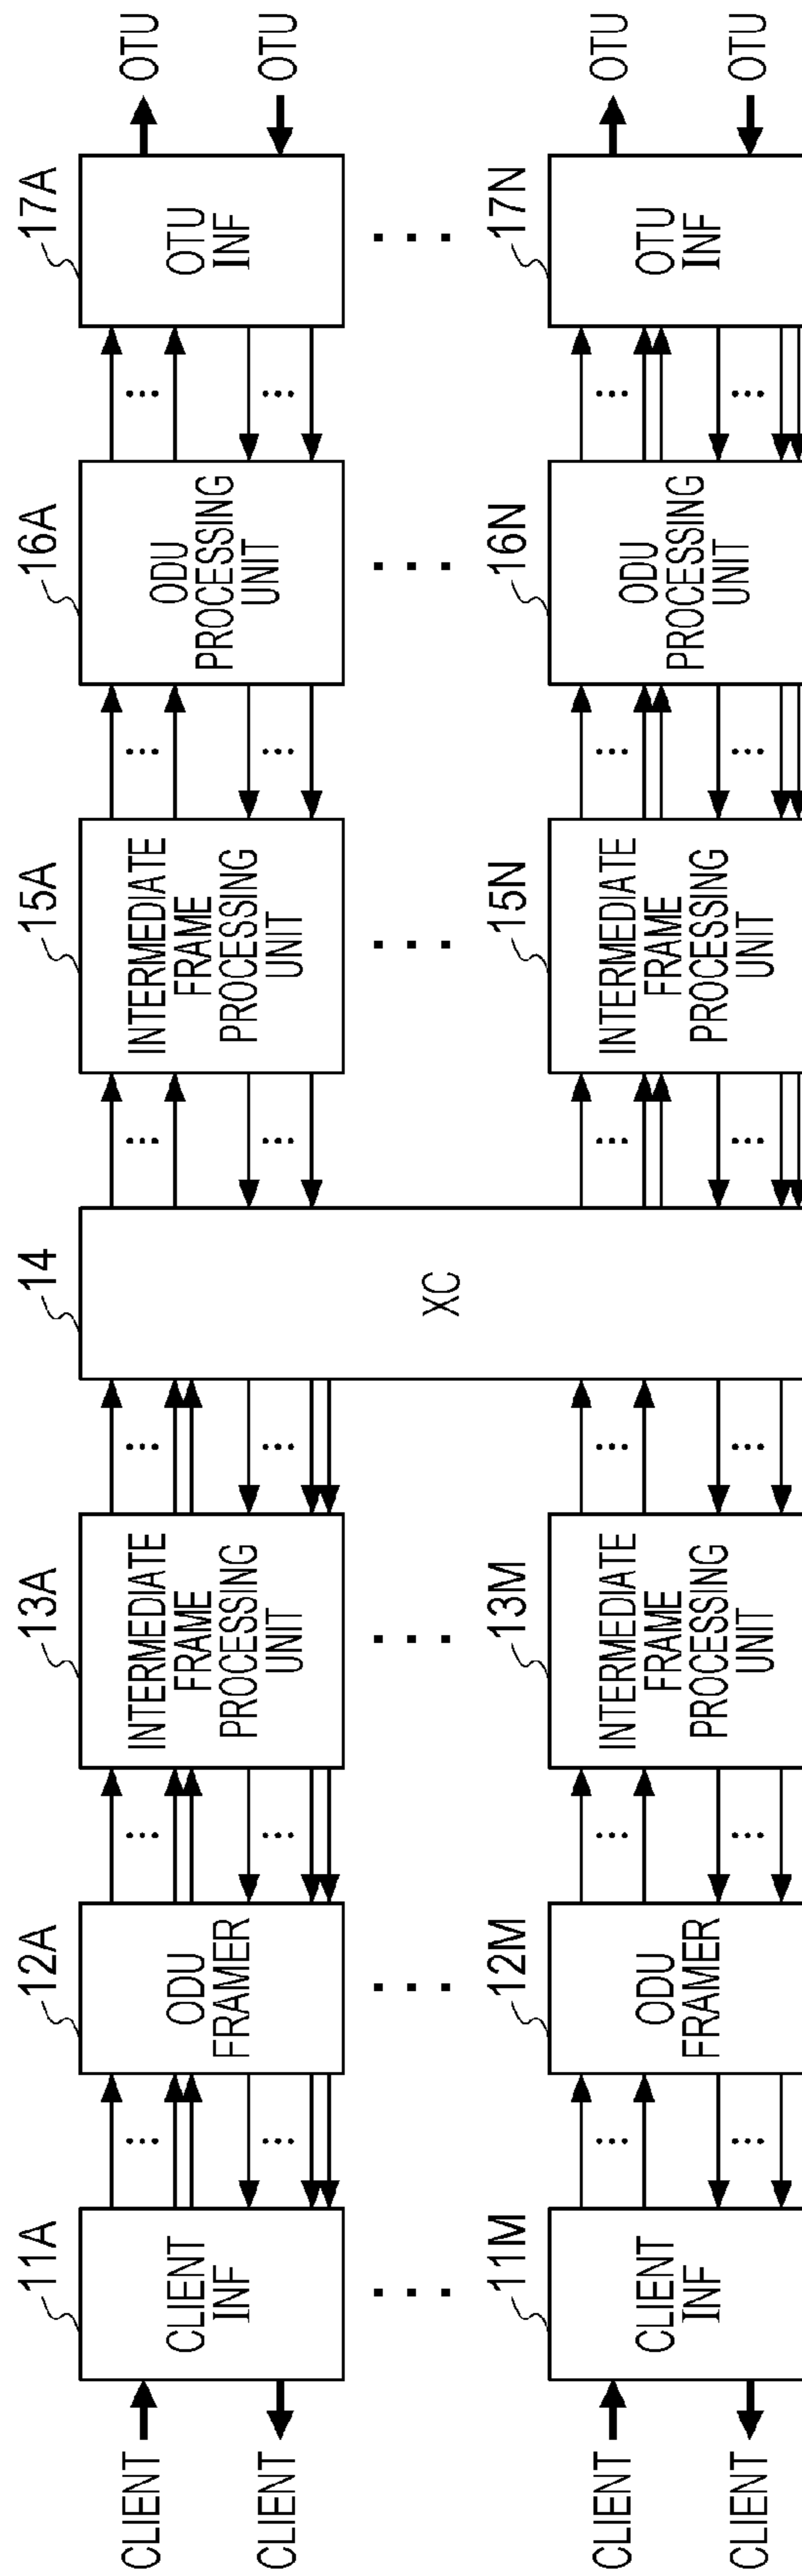 CLIENT
CLIENT
11A
CLIENT
INF
12A
ODU
FRAMER
13A
INTERMEDIATE
FRAME
PROCESSING
UNIT
14
XC
15A
INTERMEDIATE
FRAME
PROCESSING
UNIT
16A
ODU
PROCESSING
UNIT
17A
OTU
INF
OTU
OTU
CLIENT
CLIENT
11M
CLIENT
INF
12M
ODU
FRAMER
13M
INTERMEDIATE
FRAME
PROCESSING
UNIT
15N
INTERMEDIATE
FRAME
PROCESSING
UNIT
16N
ODU
PROCESSING
UNIT
17N
OTU
INF
OTU
OTU